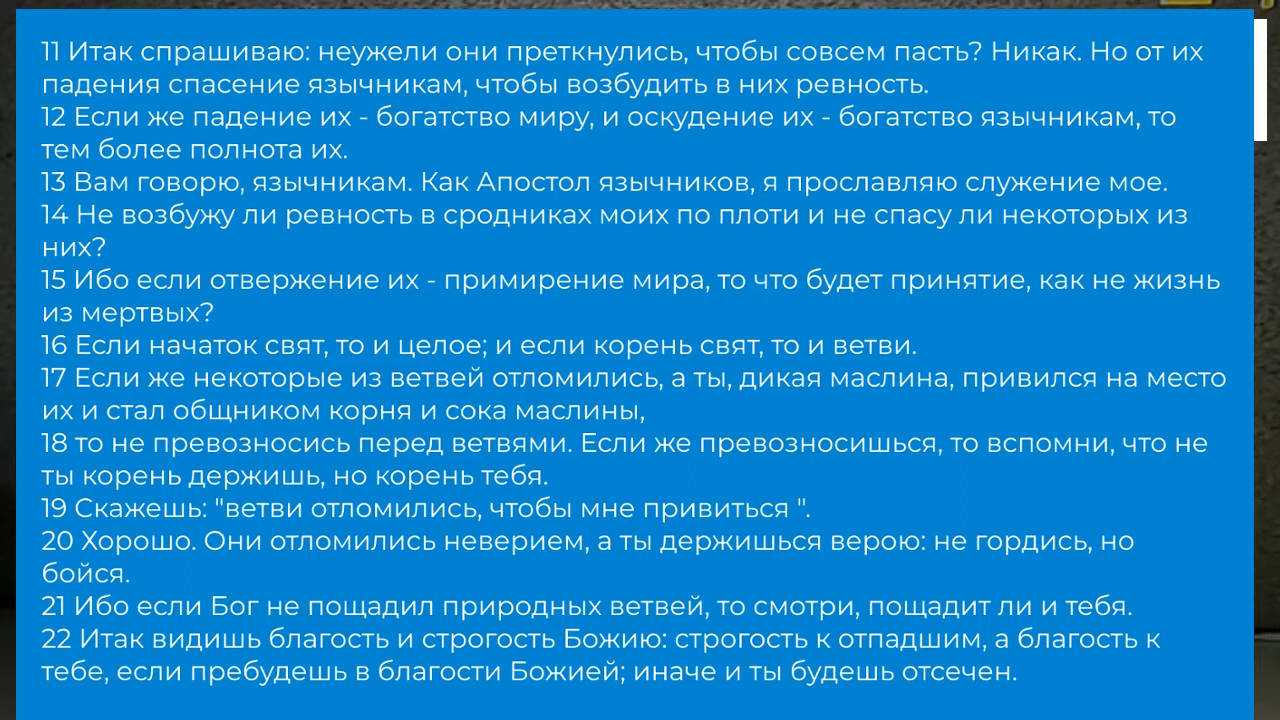 11 Итак спрашиваю: неужели они преткнулись, чтобы совсем пасть? Никак. Но от их
падения спасение язычникам, чтобы возбудить в них ревность.
12 Если же падение их - богатство миру, и оскудение их - богатство язычникам, то
тем более полнота их.
13 Вам говорю, язычникам. Как Апостол язычников, я прославляю служение мое.
14 Не возбужу ли ревность в сродниках моих по плоти и не спасу ли некоторых из
них?
15 Ибо если отвержение их - примирение мира, то что будет принятие, как не жизнь
из мертвых?
16 Если начаток свят, то и целое; и если корень свят, то и ветви.
17 Если же некоторые из ветвей отломились, а ты, дикая маслина, привился на место
их и стал общником корня и сока маслины,
18 то не превозносись перед ветвями. Если же превозносишься, то вспомни, что не
ты корень держишь, но корень тебя.
19 Скажешь: "ветви отломились, чтобы мне привиться ".
20 Хорошо. Они отломились неверием, а ты держишься верою: не гордись, но
бойся.
21 Ибо если Бог не пощадил природных ветвей, то смотри, пощадит ли и тебя.
22 Итак видишь благость и строгость Божию: строгость к отпадшим, а благость к
тебе, если пребудешь в благости Божией; иначе и ты будешь отсечен.